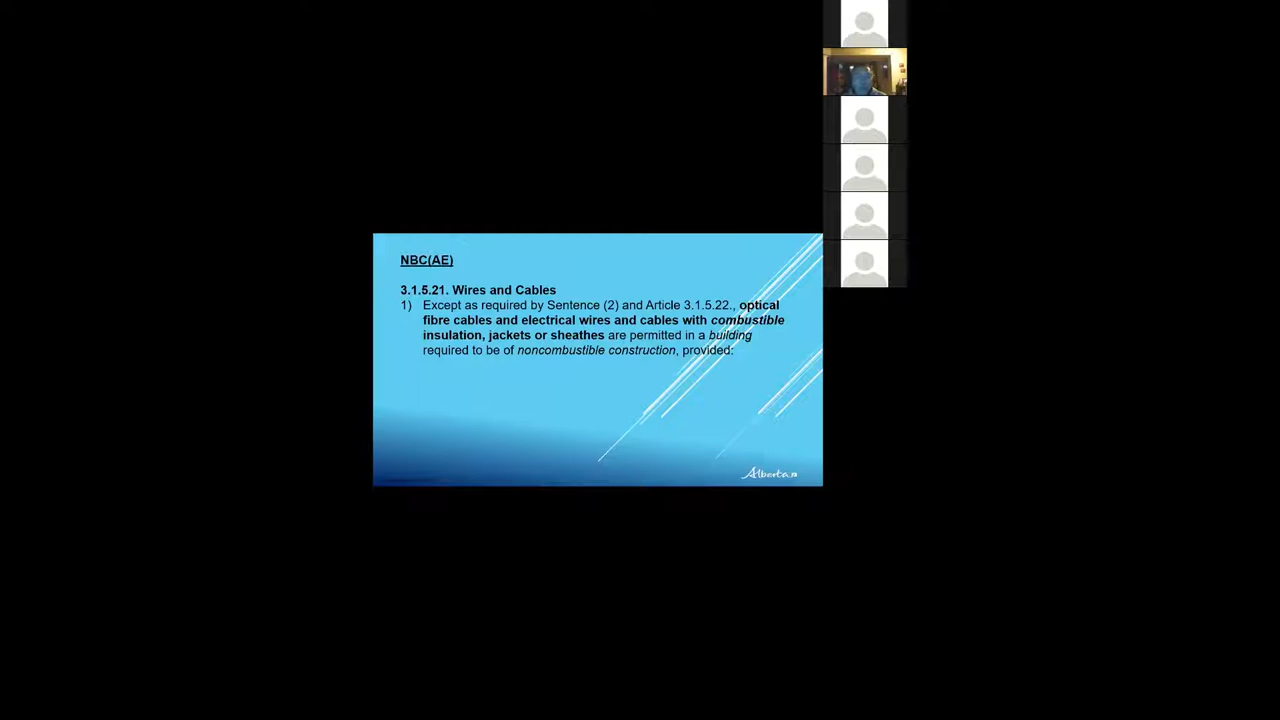 NBC(AE)
3.1.5.21. Wires and Cables
1) Except as required by Sentence (2) and Article 3.1.5.22., optical
fibre cables and electrical wires and cables with combustible
insulation, jackets or sheathes are permitted in a building
required to be of noncombustible construction, provided:
Alberta